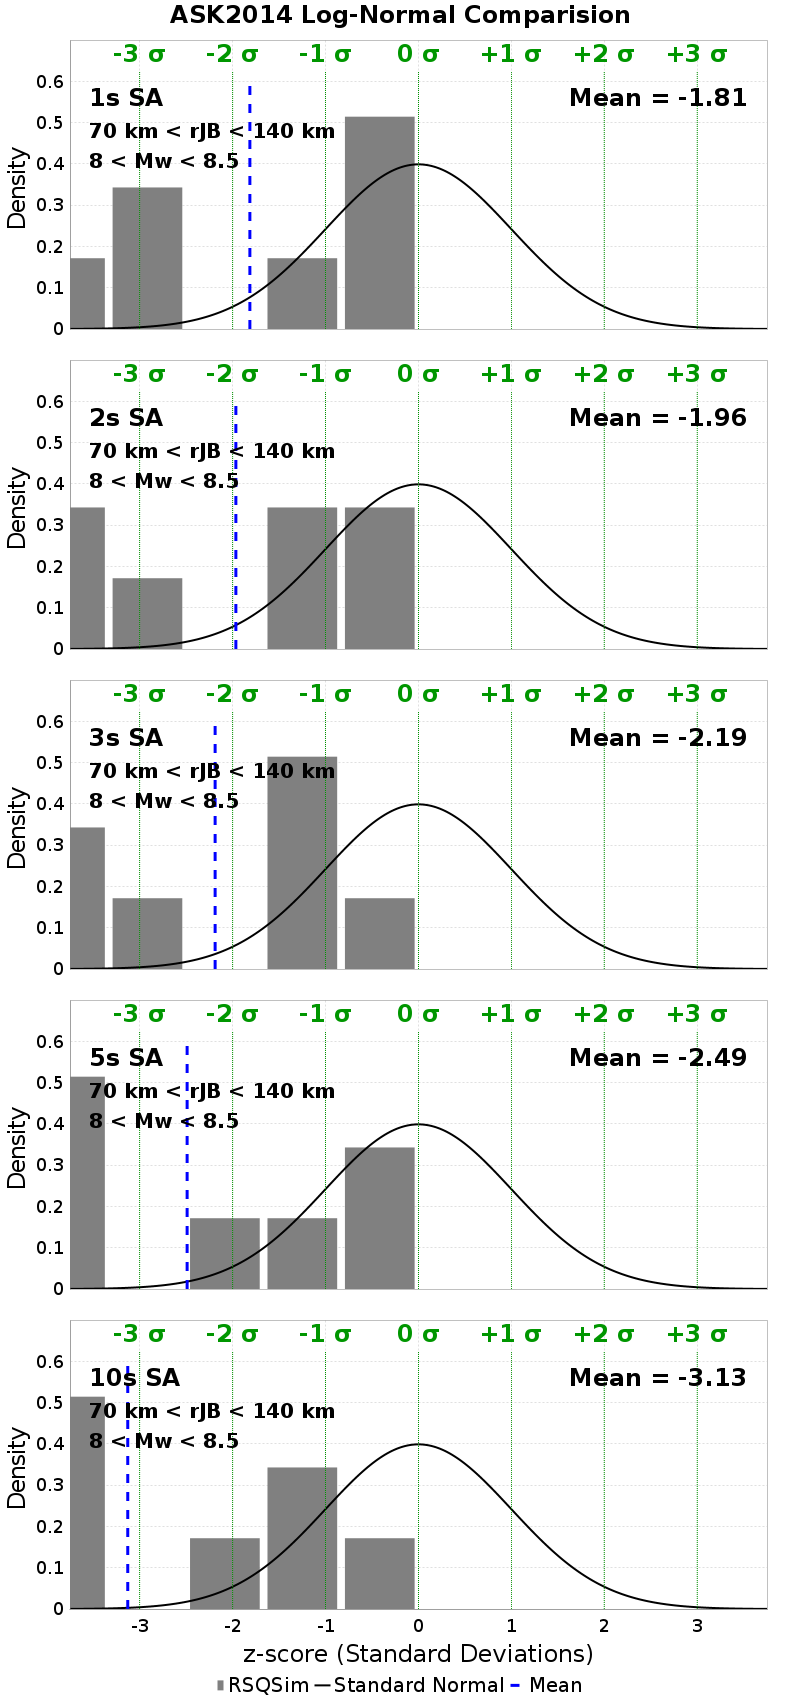 ASK2014 Log-Normal Comparision
-3 σ -2 σ -1 σ 0 σ +1 σ +2 σ +3 σ
0.6
1s SA Mean = -1.81
0.5
70 km < rJB < 140 km
8 < Mw < 8.5
0.4
0.3
0.2
0.1
0
Density
-3 σ -2 σ -1 σ 0 σ +1 σ +2 σ +3 σ
0.6
2s SA Mean = -1.96
0.5
70 km < rJB < 140 km
8 < Mw < 8.5
0.4
0.3
0.2
0.1
0
Density
-3 σ -2 σ -1 σ 0 σ +1 σ +2 σ +3 σ
0.6
3s SA Mean = -2.19
0.5
70 km < rJB < 140 km
8 < Mw < 8.5
0.4
0.3
0.2
0.1
0
Density
-3 σ -2 σ -1 σ 0 σ +1 σ +2 σ +3 σ
0.6
5s SA Mean = -2.49
0.5
70 km < rJB < 140 km
8 < Mw < 8.5
0.4
0.3
0.2
0.1
0
Density
-3 σ -2 σ -1 σ 0 σ +1 σ +2 σ +3 σ
0.6
10s SA Mean = -3.13
0.5
70 km < rJB < 140 km
8 < Mw < 8.5
0.4
0.3
0.2
0.1
0
Density
-3 -2 -1 0 1 2 3
z-score (Standard Deviations)
RSQSim Standard Normal Mean